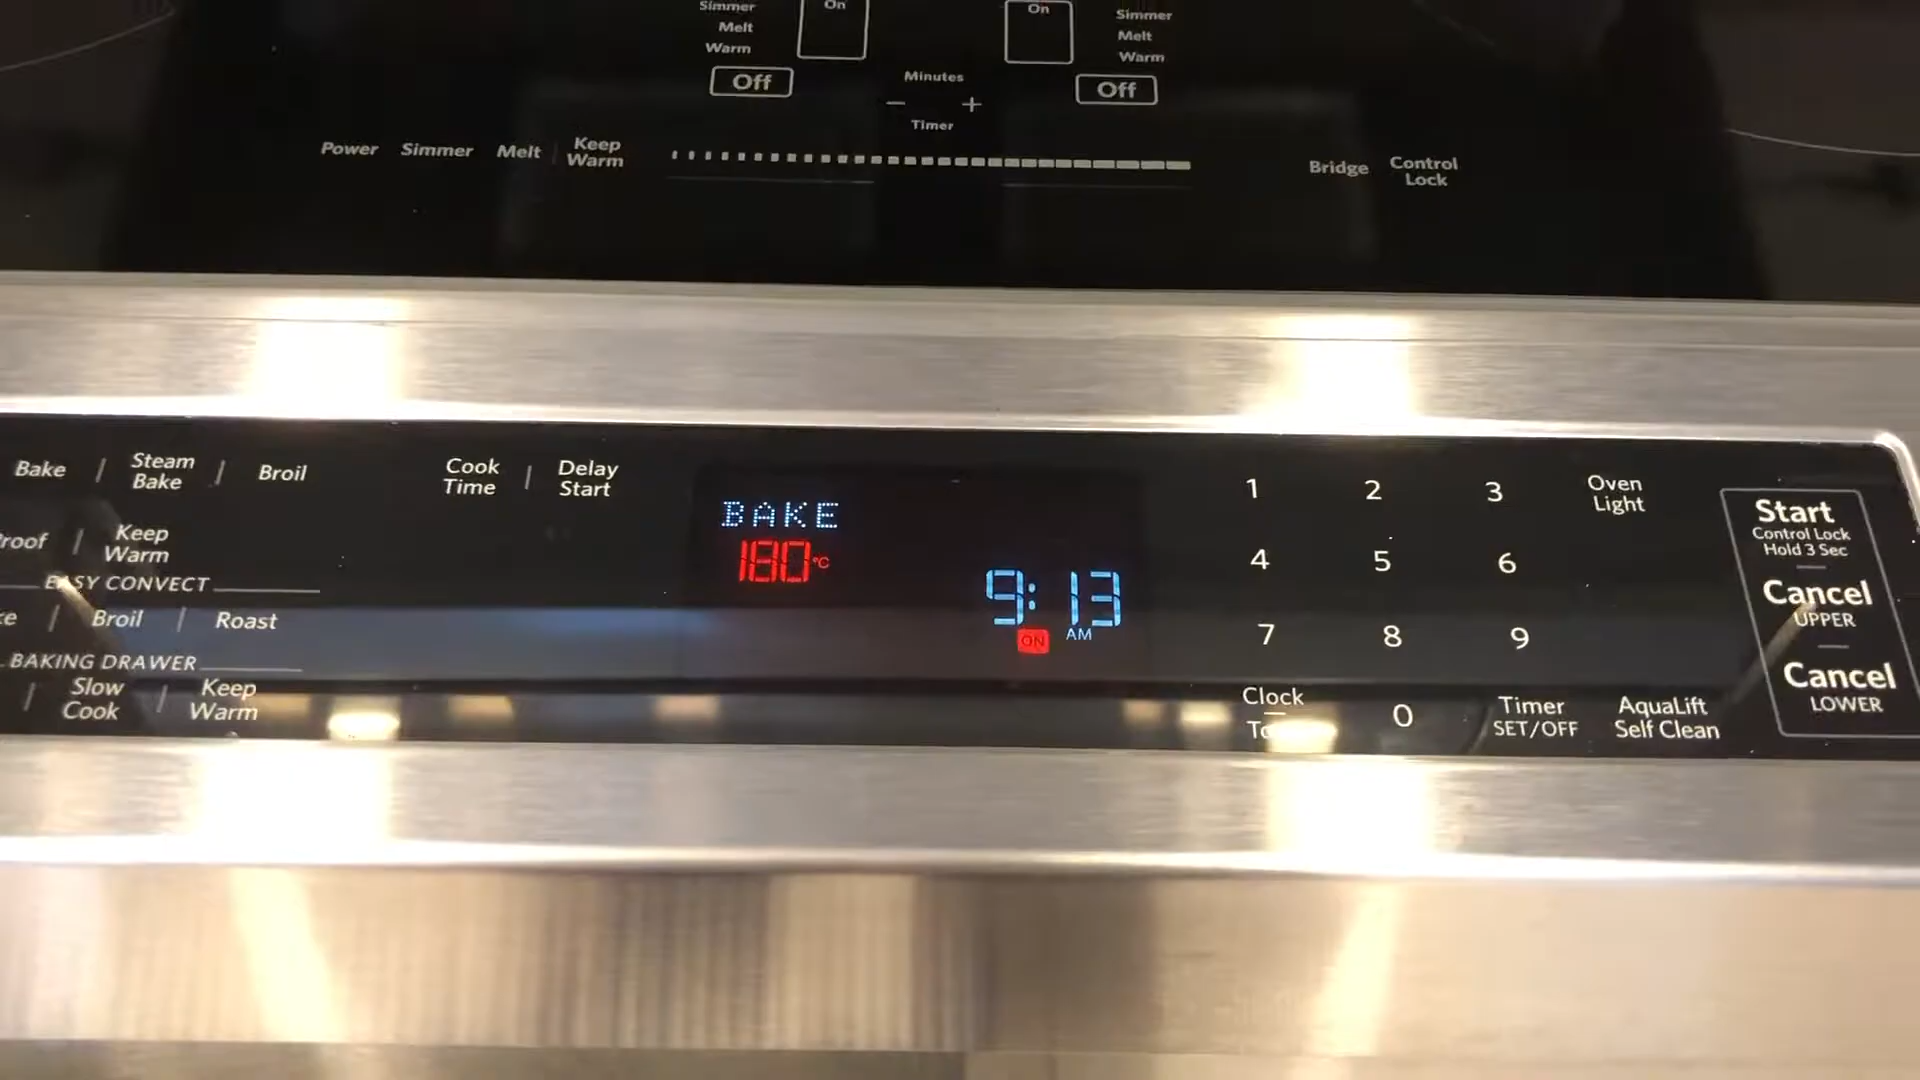 Simmer
Melt
Warm
Off
On
On
Simmer
Melt
Warm
Off
Minutes
− +
Timer
Power Simmer Melt Keep Warm
Bridge Control Lock
Bake / Steam Bake / Broil
Cook Time | Delay Start
Keep Warm
EASY CONVECT
Broil | Roast
BAKING DRAWER
Slow Cook | Keep Warm
BAKE
180°C
9:13
ON AM
1 2 3
4 5 6
7 8 9
0
Clock
Oven Light
Timer SET/OFF
AquaLift Self Clean
Start
Control Lock
Hold 3 Sec
Cancel
UPPER
Cancel
LOWER